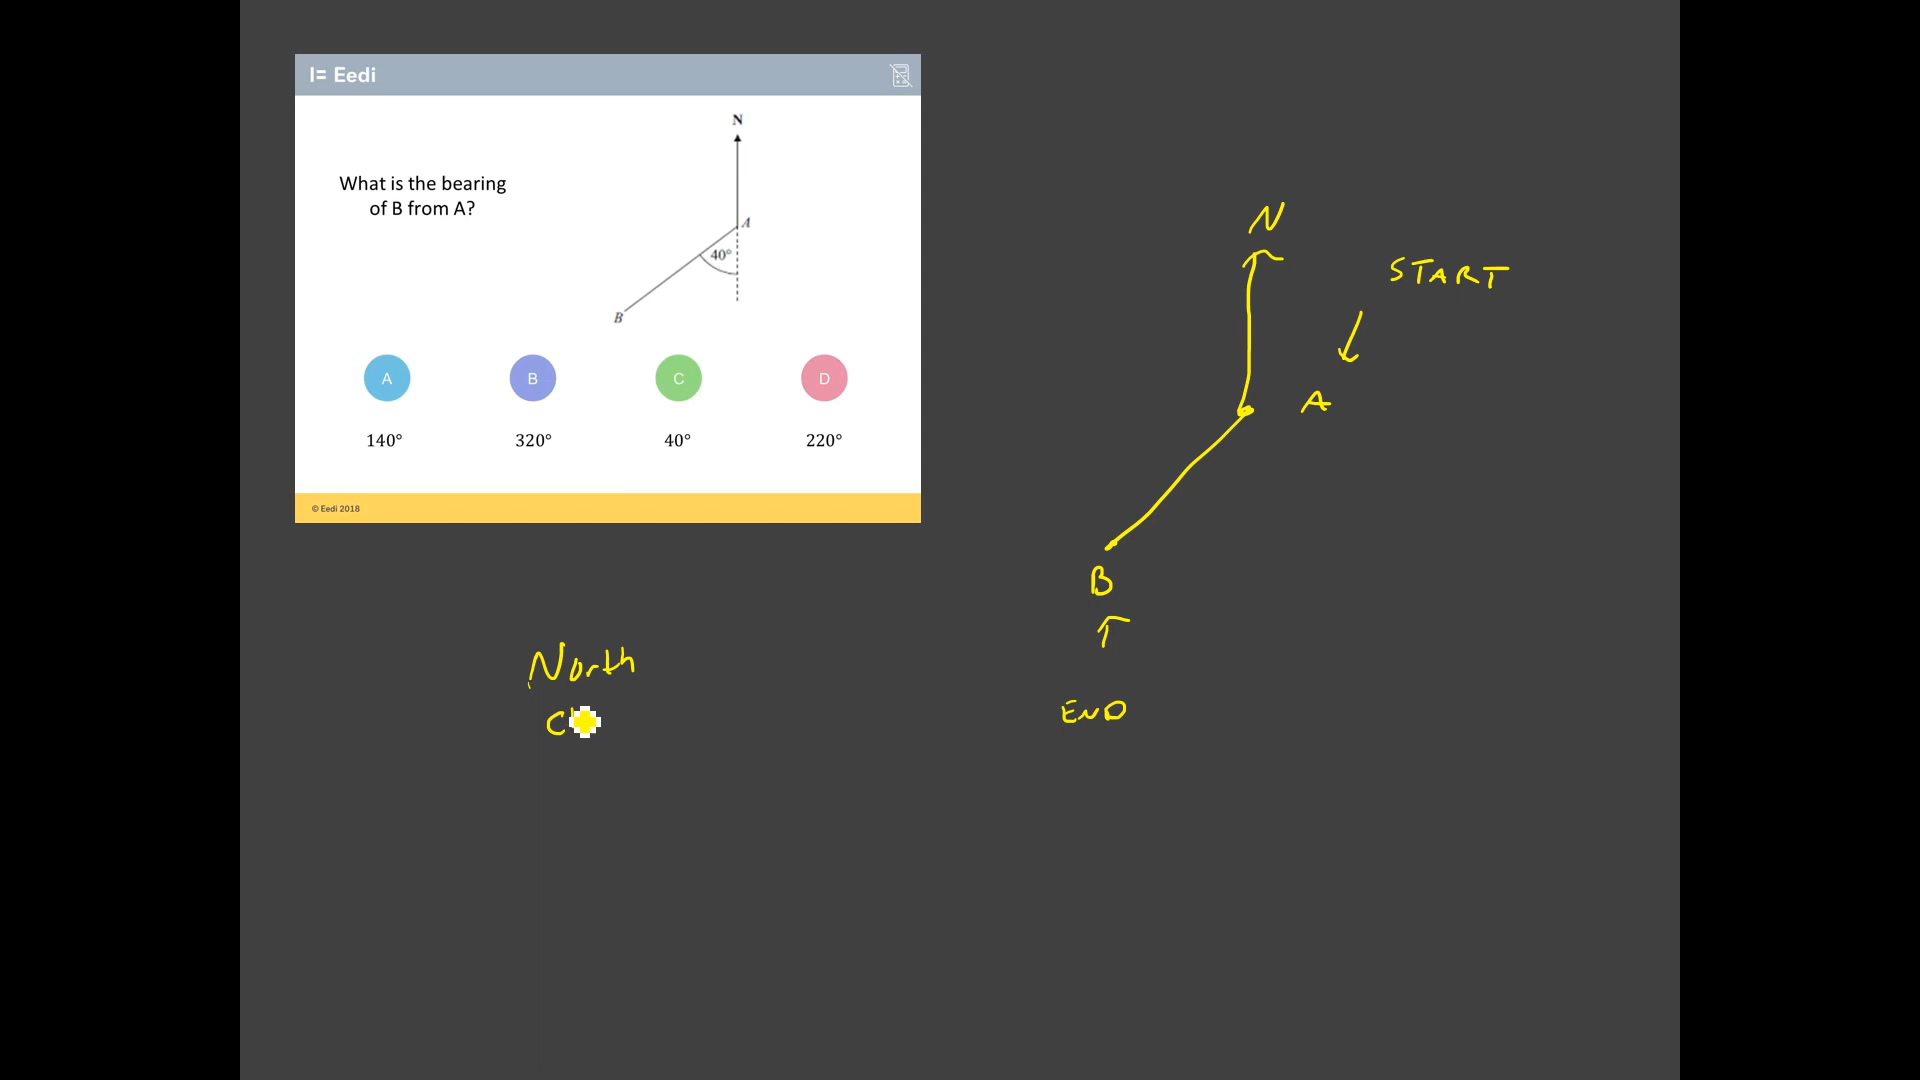 Eedi
N
What is the bearing
of B from A?
A
40°
B
A B C D
140° 320° 40° 220°
© Eedi 2018
N
START
A
B
END
North